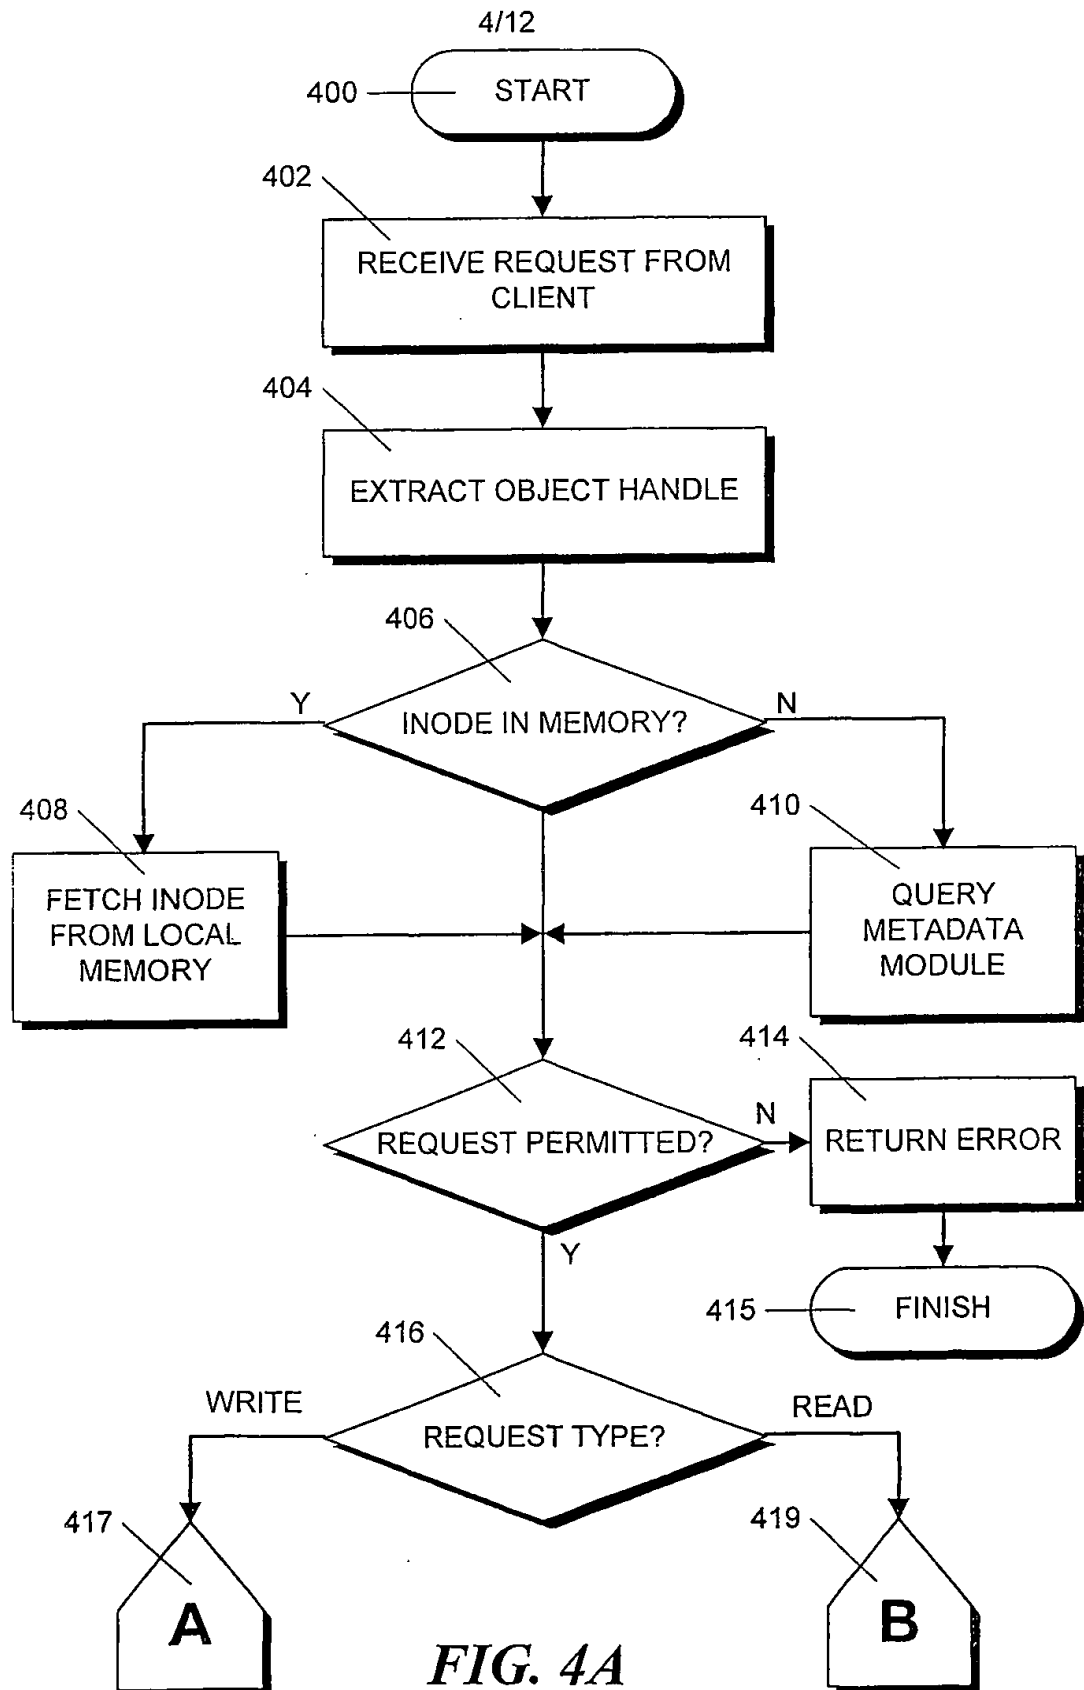 4/12
400
START
402
RECEIVE REQUEST FROM
CLIENT
404
EXTRACT OBJECT HANDLE
406
Y
N
INODE IN MEMORY?
408
410
FETCH INODE
FROM LOCAL
MEMORY
QUERY
METADATA
MODULE
412
414
REQUEST PERMITTED?
N
RETURN ERROR
Y
415
FINISH
416
WRITE
READ
REQUEST TYPE?
417
419
A
B
FIG. 4A